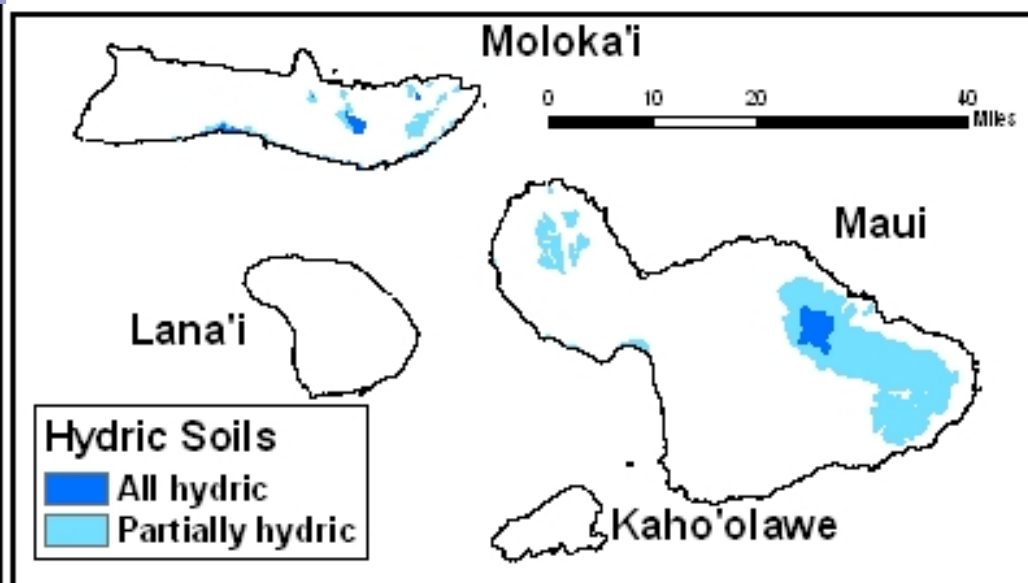 Moloka'i
0 10 20 40
Miles
Maui
Lana'i
Hydric Soils
All hydric
Partially hydric
Kaho'olawe